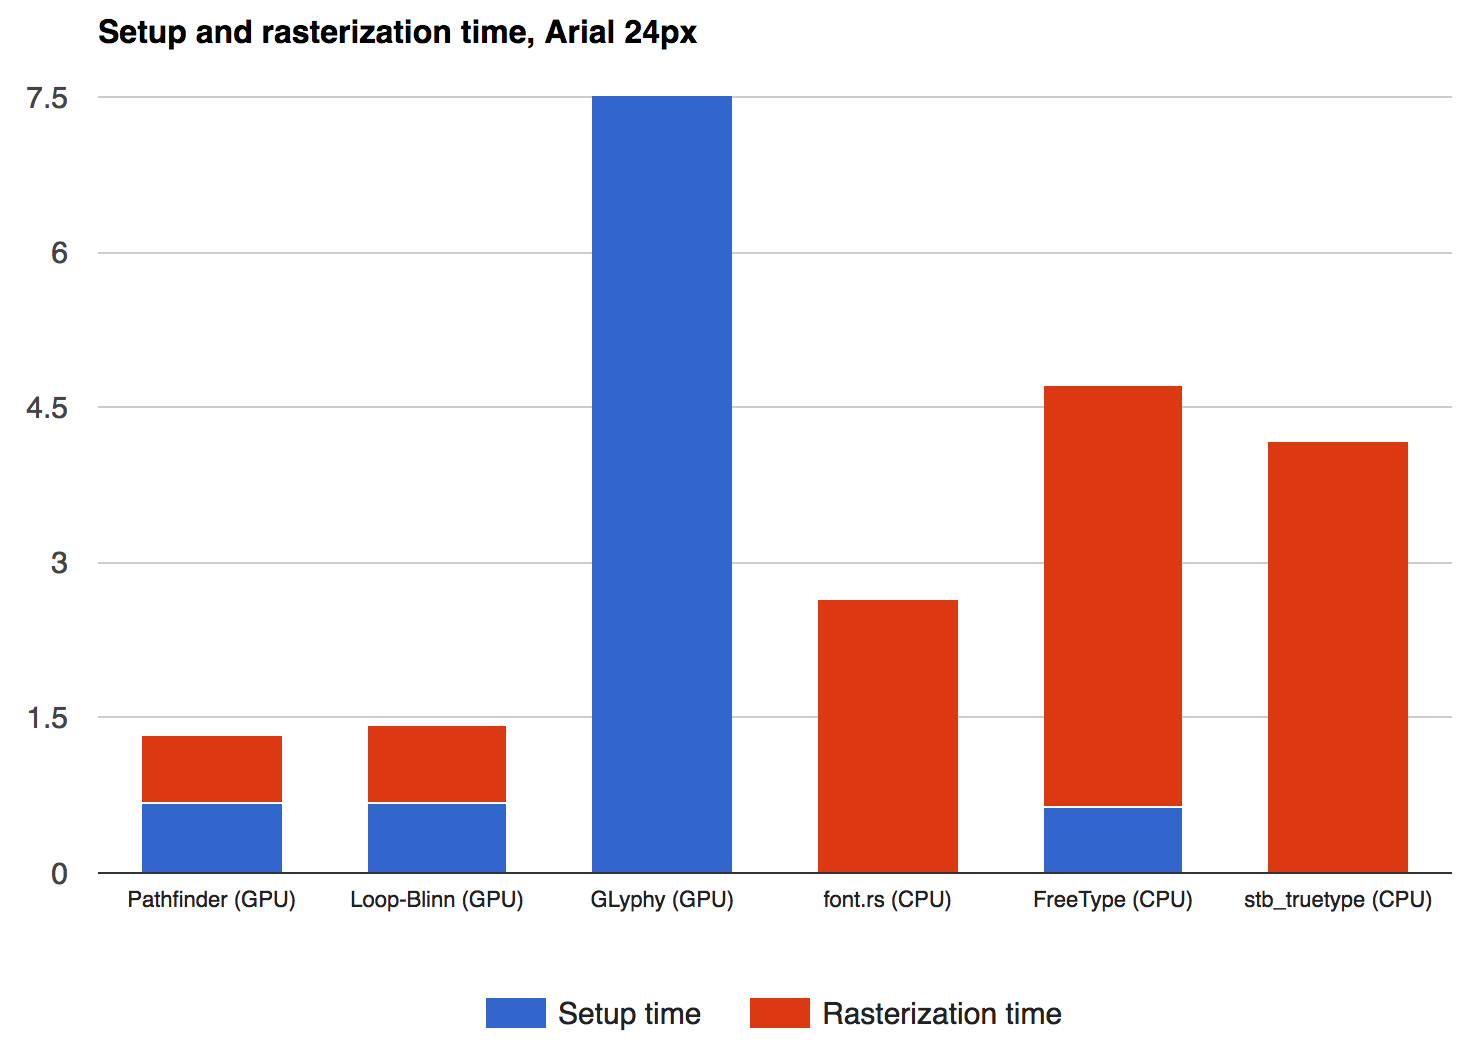 Setup and rasterization time, Arial 24px
7.5
6
4.5
3
1.5
0
Pathfinder (GPU)
Loop-Blinn (GPU)
GLyphy (GPU)
font.rs (CPU)
FreeType (CPU)
stb_truetype (CPU)
Setup time
Rasterization time